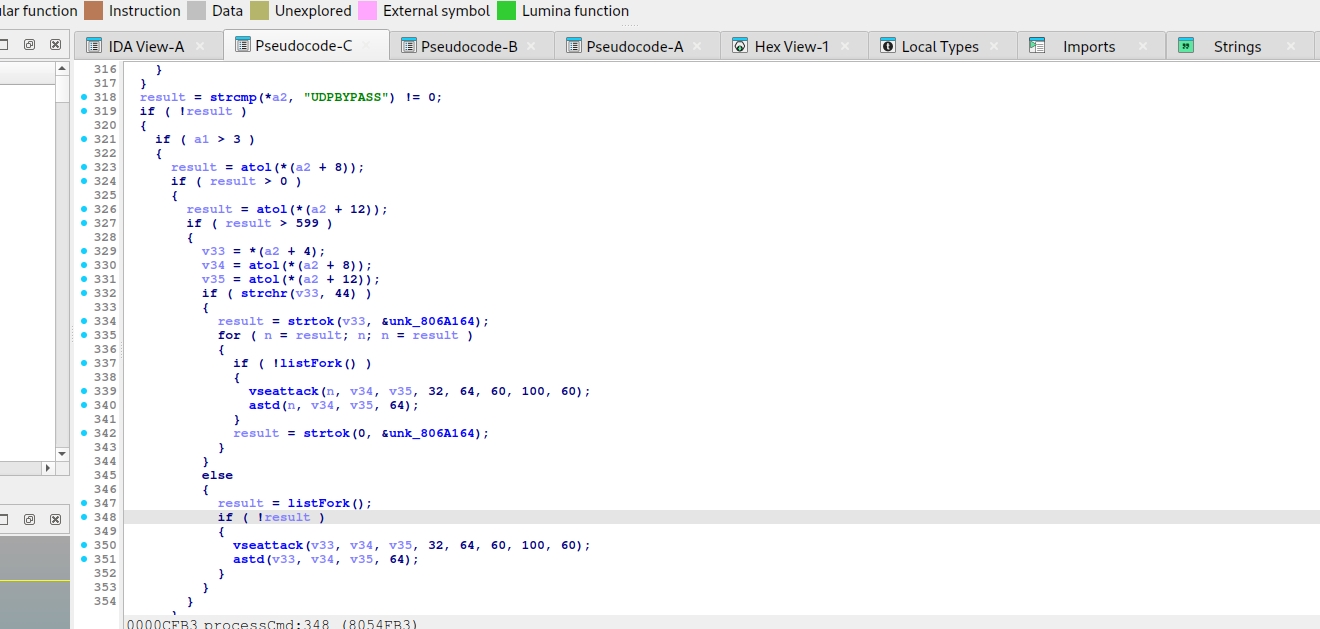 lar function Instruction Data Unexplored External symbol Lumina function
IDA View-A Pseudocode-C Pseudocode-B Pseudocode-A Hex View-1 Local Types Imports Strings
316 }
317 }
318 result = strcmp(*a2, "UDPBYPASS") != 0;
319 if ( !result )
320 {
321 if ( a1 > 3 )
322 {
323 result = atol(*(a2 + 8));
324 if ( result > 0 )
325 {
326 result = atol(*(a2 + 12));
327 if ( result > 599 )
328 {
329 v33 = *(a2 + 4);
330 v34 = atol(*(a2 + 8));
331 v35 = atol(*(a2 + 12));
332 if ( strchr(v33, 44) )
333 {
334 result = strtok(v33, &unk_806A164);
335 for ( n = result; n; n = result )
336 {
337 if ( !listFork() )
338 {
339 vseattack(n, v34, v35, 32, 64, 60, 100, 60);
340 astd(n, v34, v35, 64);
341 }
342 result = strtok(0, &unk_806A164);
343 }
344 }
345 else
346 {
347 result = listFork();
348 if ( !result )
349 {
350 vseattack(v33, v34, v35, 32, 64, 60, 100, 60);
351 astd(v33, v34, v35, 64);
352 }
353 }
354 }
0000CFB3 processCmd:348 (8054FB3)